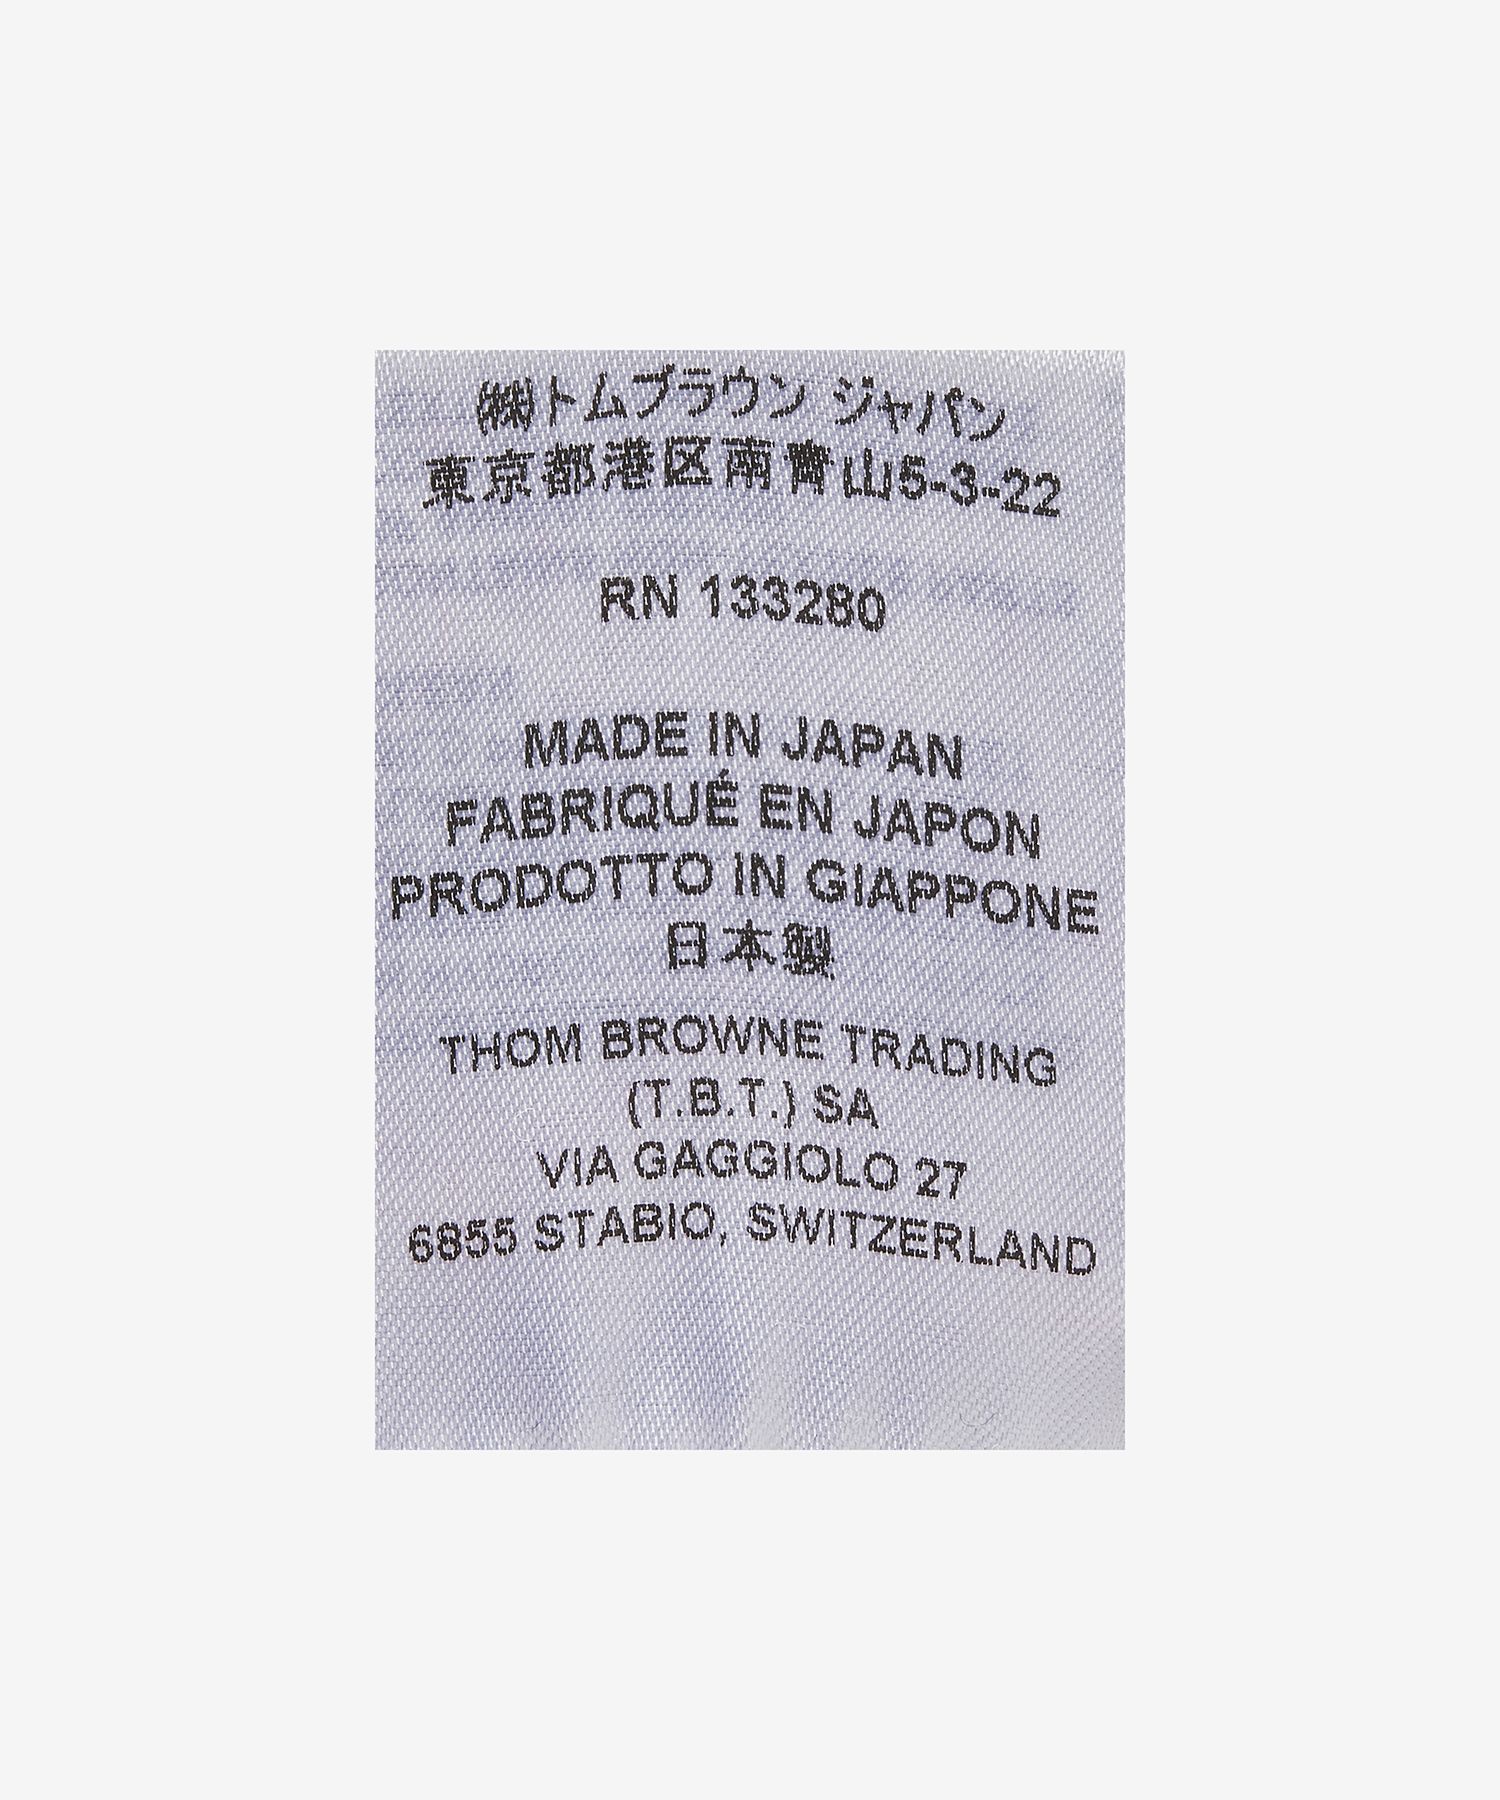 ㈱トムブラウン ジャパン
東京都港区南青山5-3-22
RN 133280
MADE IN JAPAN
FABRIQUÉ EN JAPON
PRODOTTO IN GIAPPONE
日本製
THOM BROWNE TRADING
(T.B.T.) SA
VIA GAGGIOLO 27
6855 STABIO, SWITZERLAND